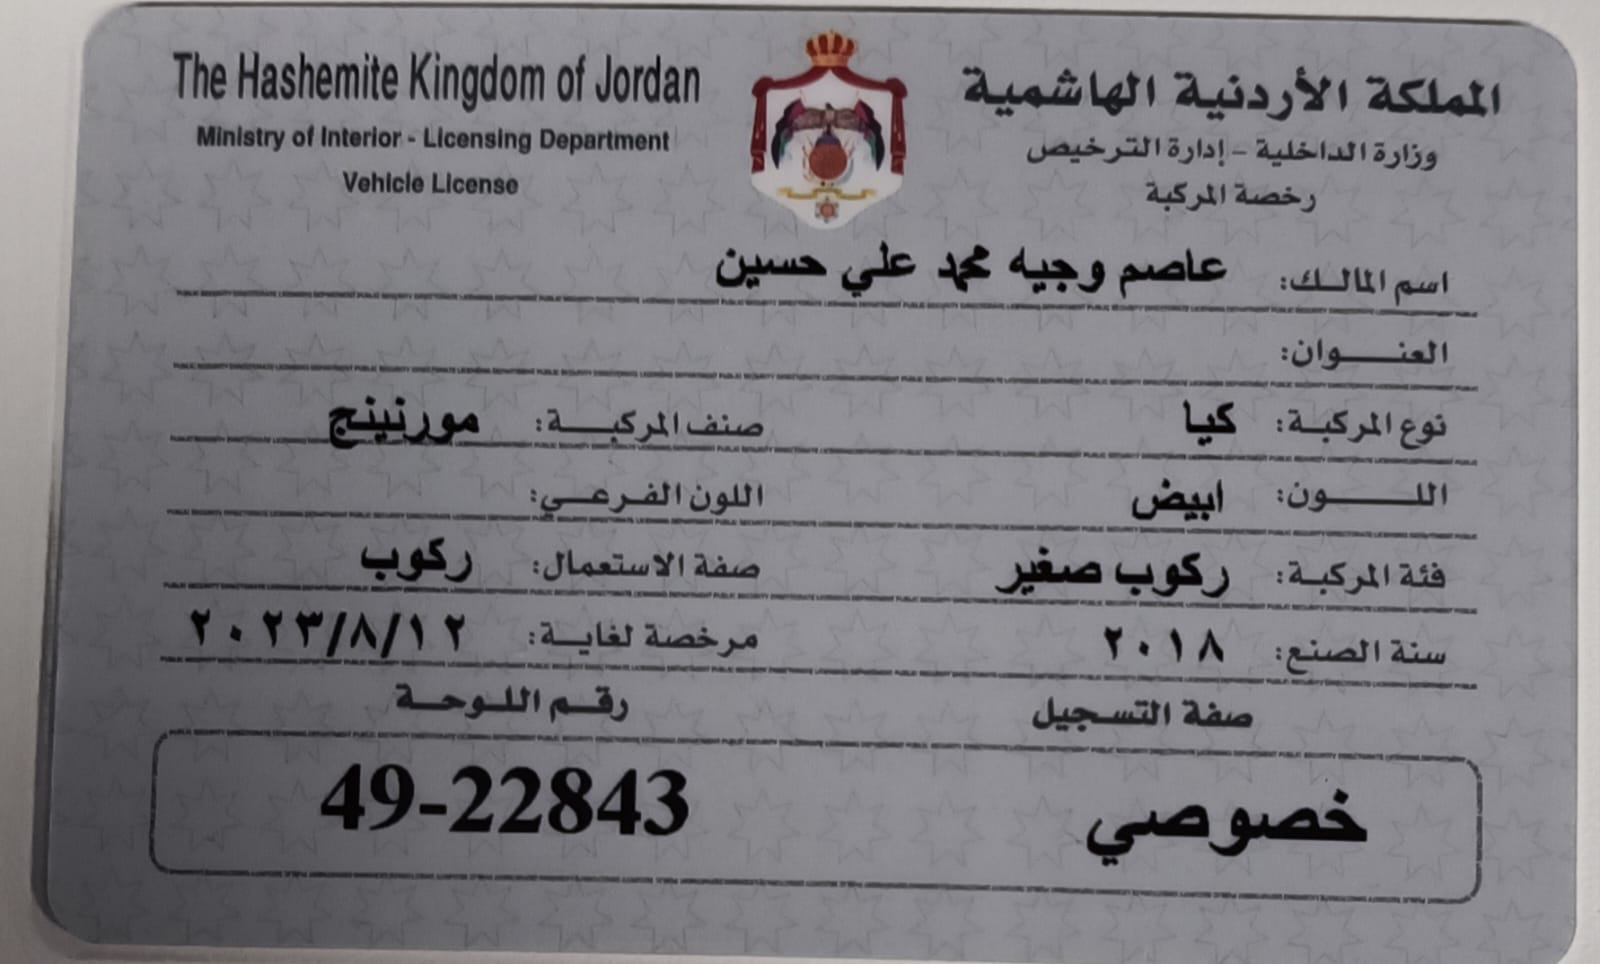 The Hashemite Kingdom of Jordan
Ministry of Interior - Licensing Department
Vehicle License
المملكة الأردنية الهاشمية
وزارة الداخلية - إدارة الترخيص
رخصة المركبة
اسم المالك: عاصم وجيه محمد علي حسين
العنوان:
نوع المركبة: كيا صنف المركبة: مورنينج
اللون: ابيض اللون الفرعي:
فئة المركبة: ركوب صغير صفة الاستعمال: ركوب
سنة الصنع: ٢٠١٨ مرخصة لغاية: ٢٠٢٣/٨/١٢
صفة التسجيل رقم اللوحة
خصوصي 49-22843